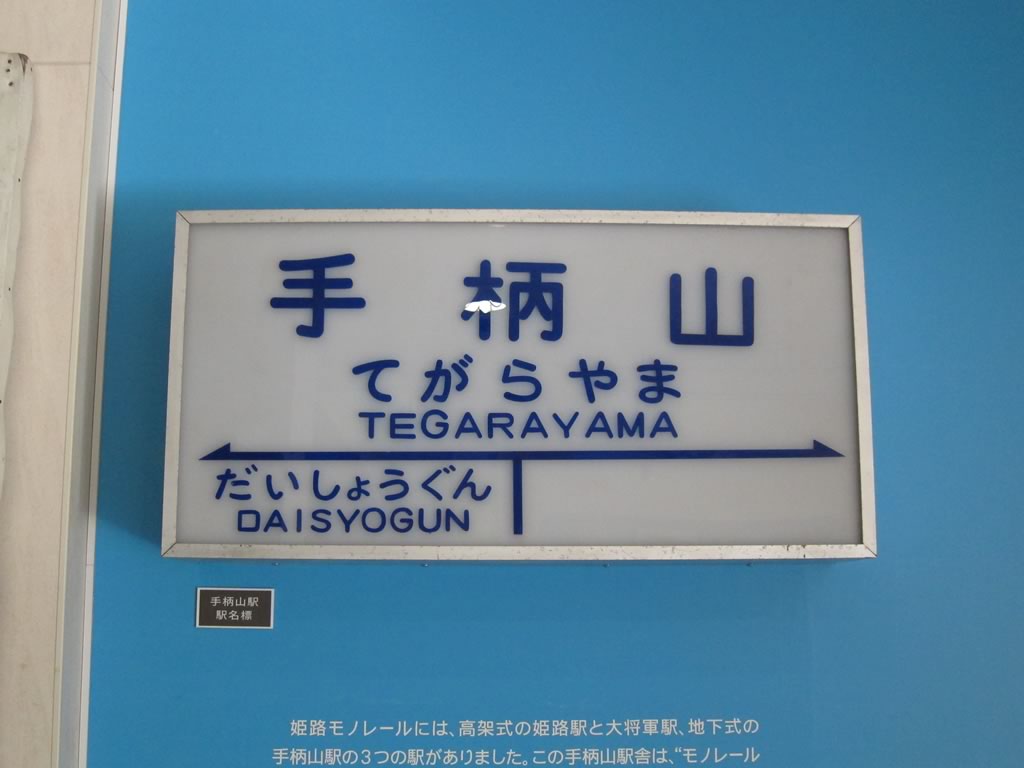 手柄山
てがらやま
TEGARAYAMA
だいしょうぐん
DAISYOGUN
手柄山駅
駅名標
姫路モノレールには、高架式の姫路駅と大将軍駅、地下式の
手柄山駅の3つの駅がありました。この手柄山駅舎は、“モノレール